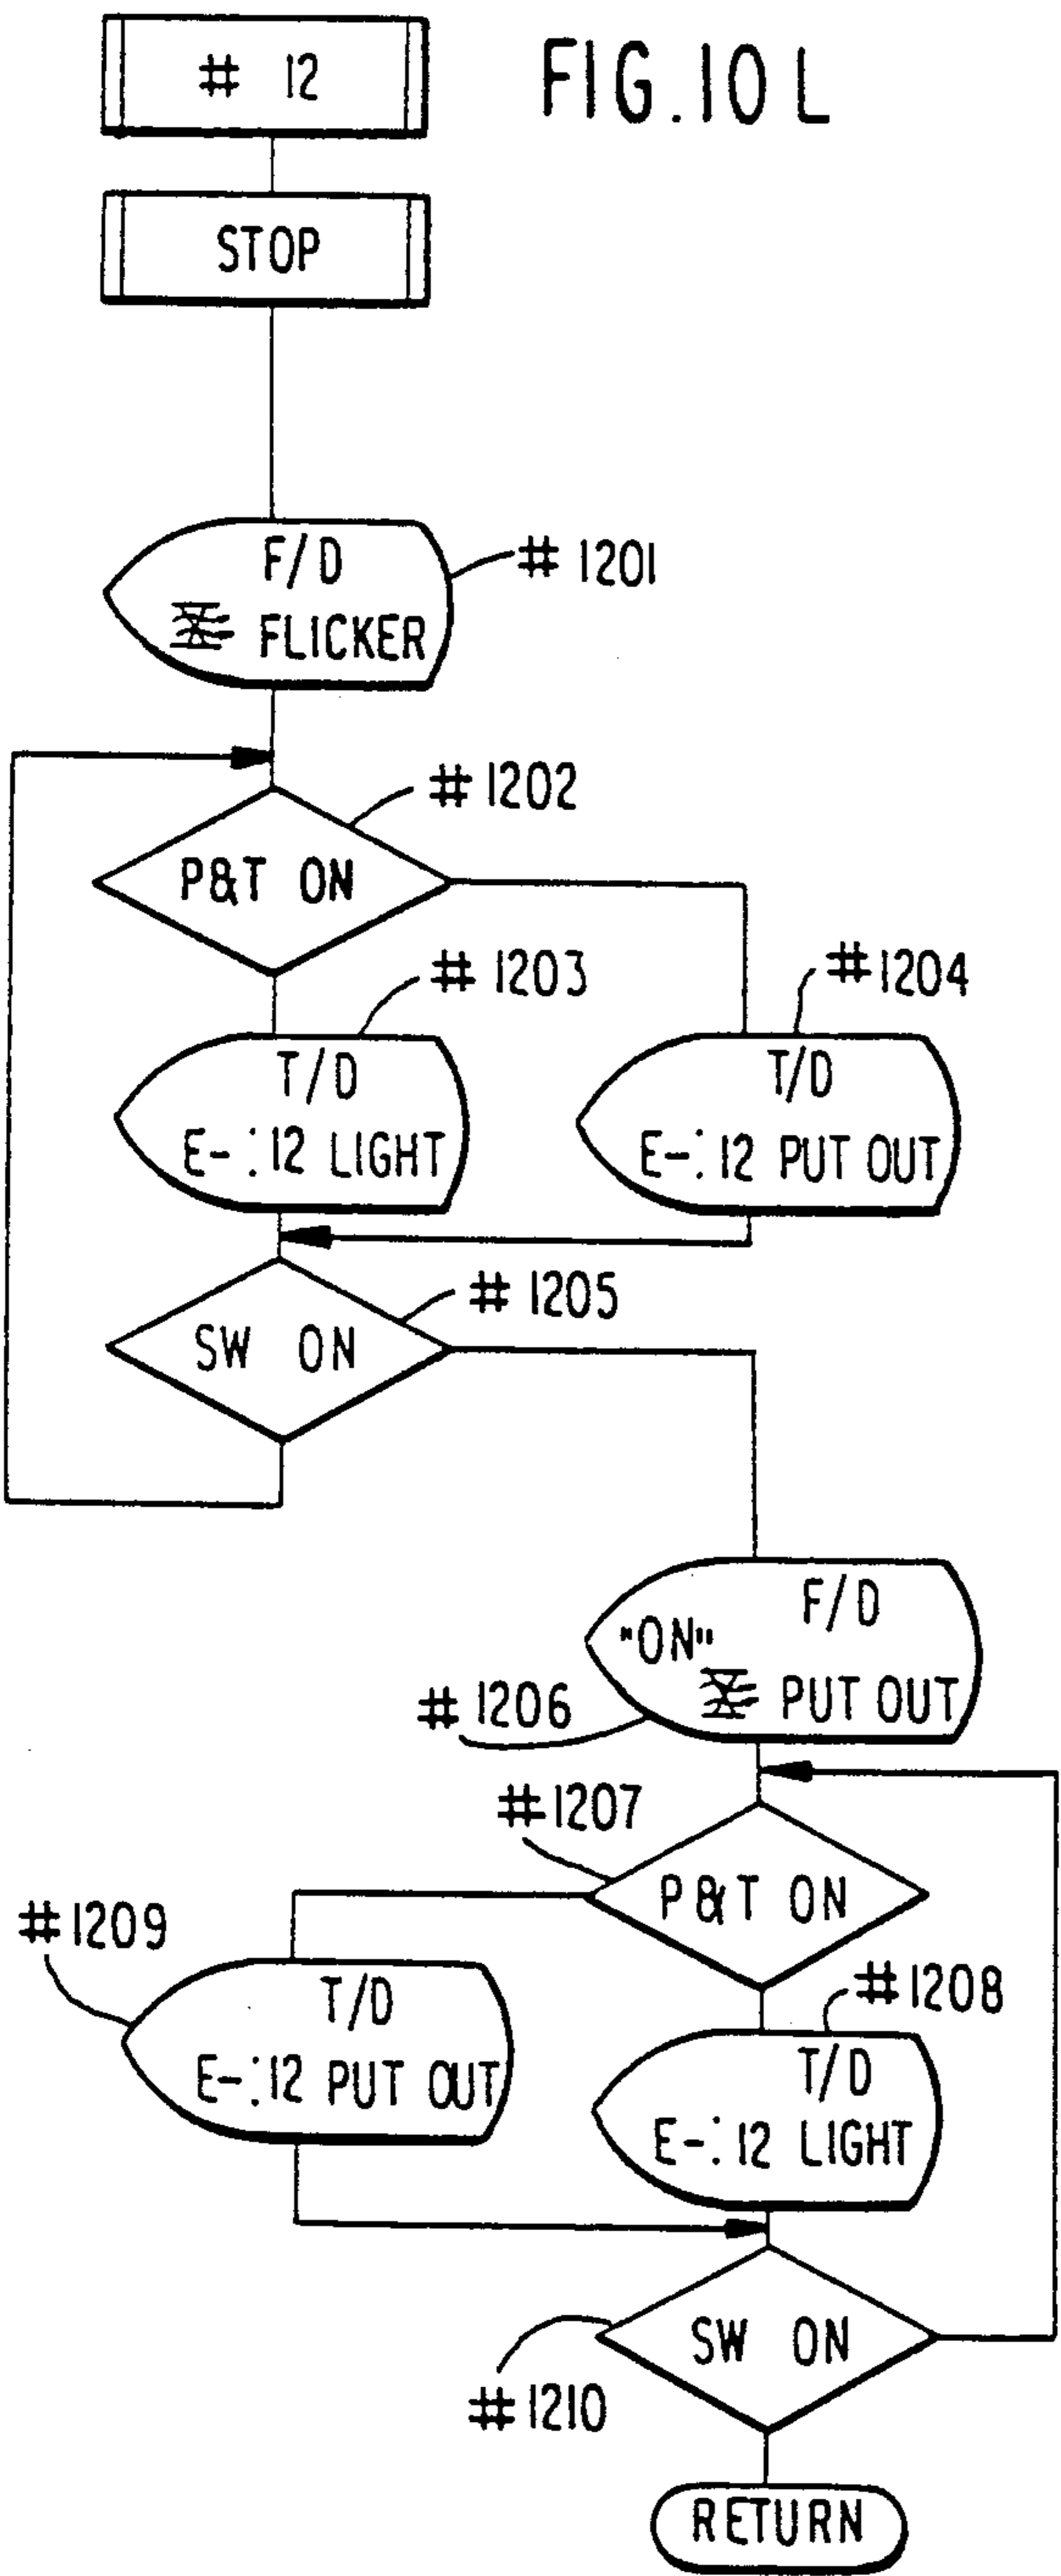 # 12
FIG. 10 L
STOP
F/D
# 1201
FLICKER
# 1202
P&T ON
# 1203
# 1204
T/D
E-:12 LIGHT
T/D
E-:12 PUT OUT
# 1205
SW ON
F/D
"ON"
PUT OUT
# 1206
# 1207
P&T ON
# 1209
T/D
E-:12 PUT OUT
# 1208
T/D
E-:12 LIGHT
SW ON
# 1210
RETURN